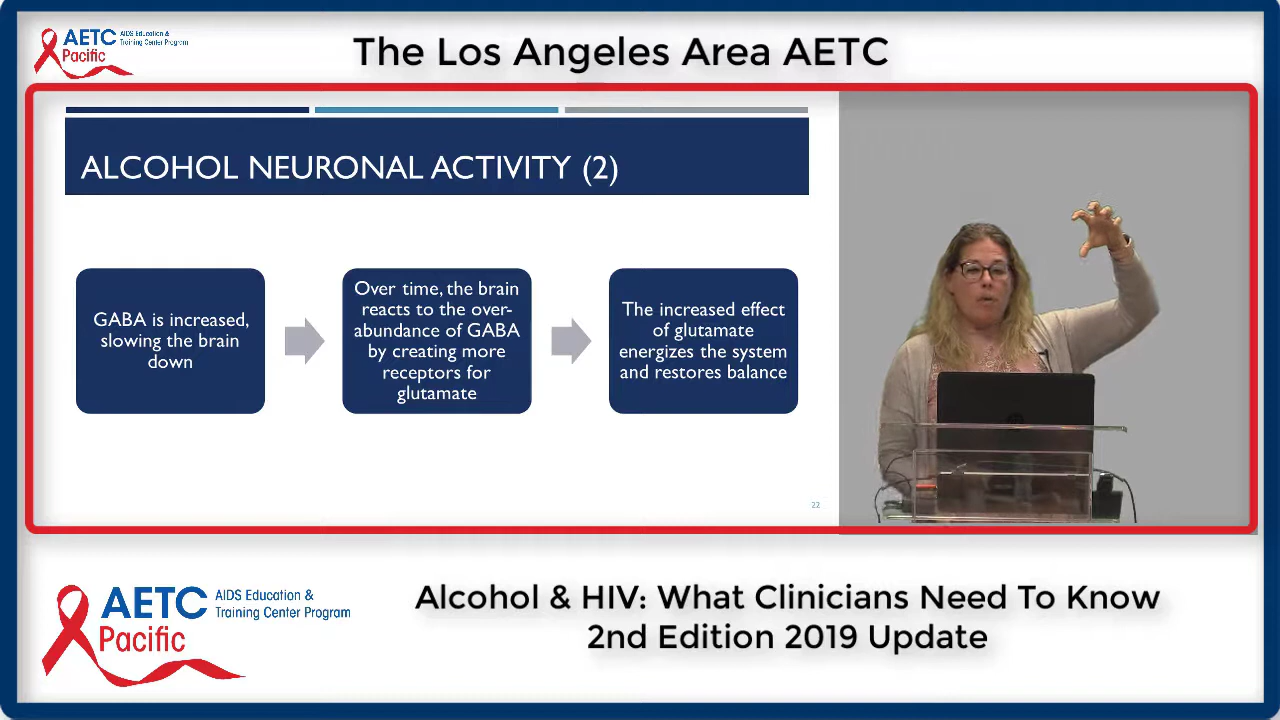 AETC
AIDS Education &
Training Center Program
Pacific
The Los Angeles Area AETC
ALCOHOL NEURONAL ACTIVITY (2)
GABA is increased,
slowing the brain
down
Over time, the brain
reacts to the over-
abundance of GABA
by creating more
receptors for
glutamate
The increased effect
of glutamate
energizes the system
and restores balance
22
AETC
AIDS Education &
Training Center Program
Pacific
Alcohol & HIV: What Clinicians Need To Know
2nd Edition 2019 Update